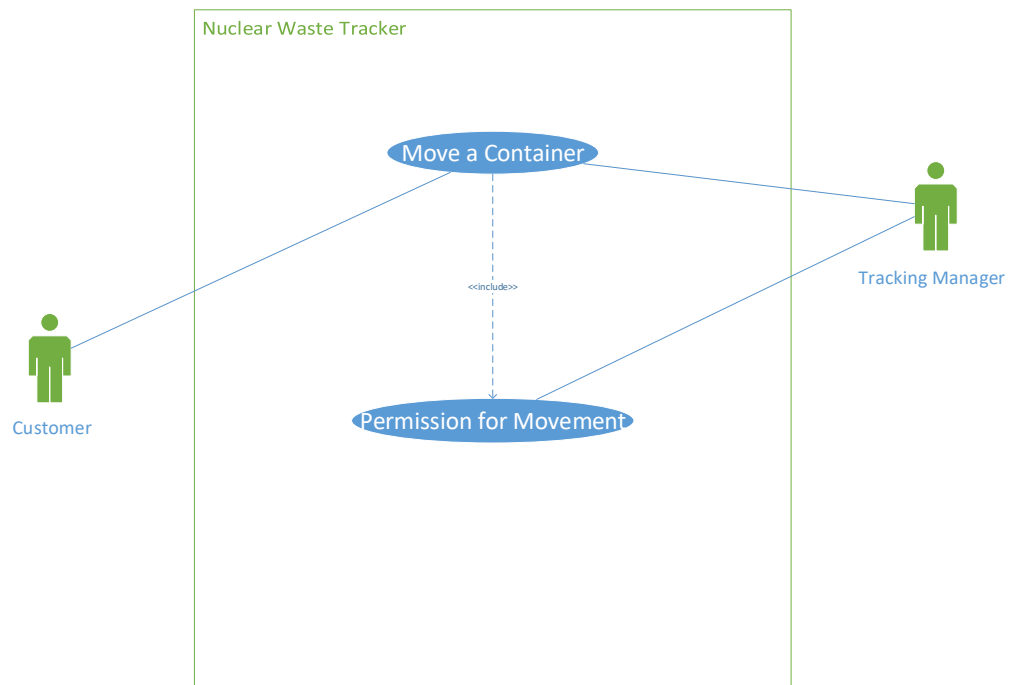 Nuclear Waste Tracker
Move a Container
Tracking Manager
<<include>>
Permission for Movement
Customer